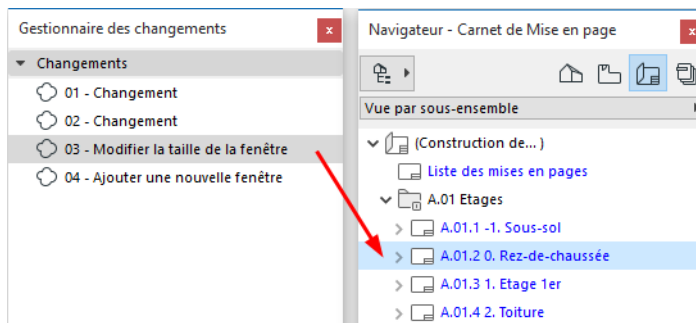 Gestionnaire des changements
Changements
01 - Changement
02 - Changement
03 - Modifier la taille de la fenêtre
04 - Ajouter une nouvelle fenêtre
Navigateur - Carnet de Mise en page
Vue par sous-ensemble
(Construction de... )
Liste des mises en pages
A.01 Etages
A.01.1 -1. Sous-sol
A.01.2 0. Rez-de-chaussée
A.01.3 1. Etage 1er
A.01.4 2. Toiture